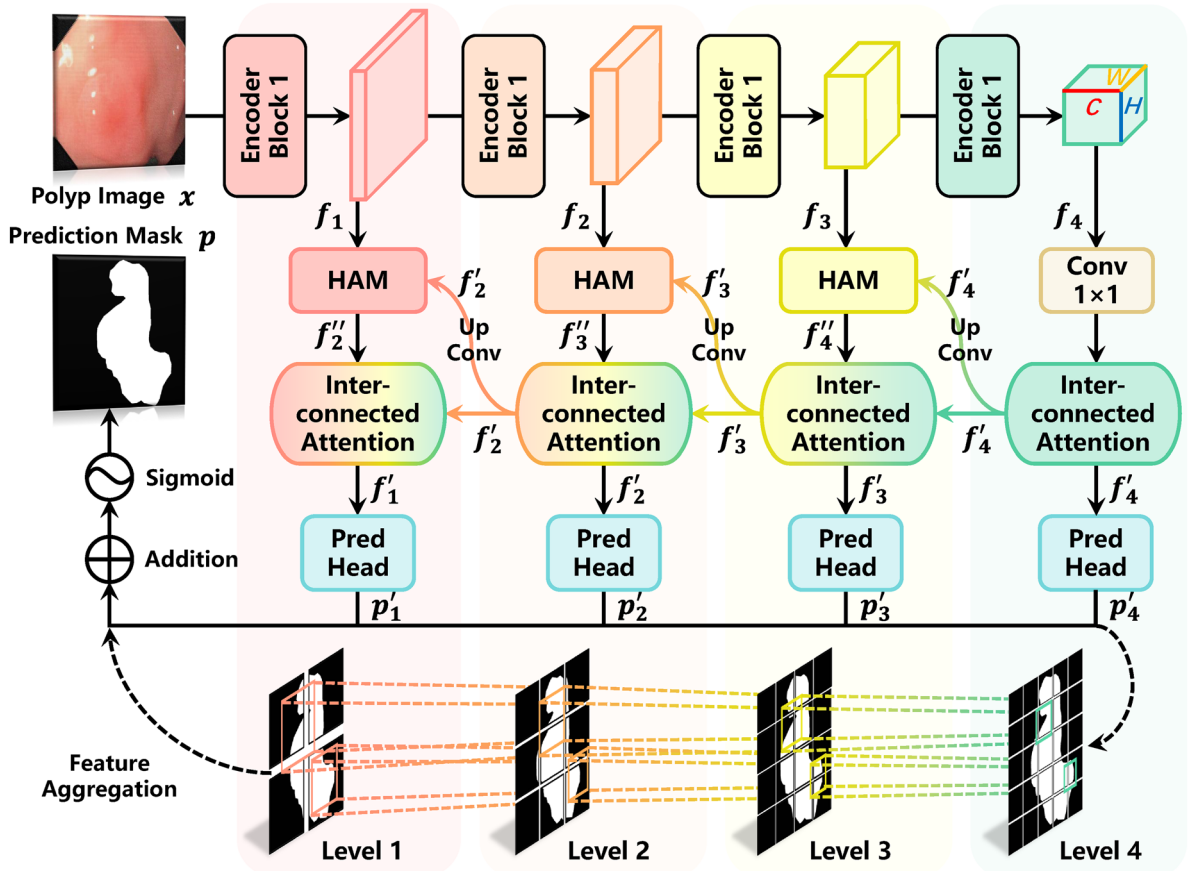 Encoder
Block 1
Encoder
Block 1
Encoder
Block 1
Encoder
Block 1
W
C
H
Polyp Image x
f₁
f₂
f₃
f₄
Prediction Mask p
HAM
f′₂
HAM
f′₃
HAM
f′₄
Conv
1×1
f′′₂
Up
Conv
f′′₃
Up
Conv
f′′₄
Up
Conv
Inter-
connected
Attention
f′₂
Inter-
connected
Attention
f′₃
Inter-
connected
Attention
f′₄
Inter-
connected
Attention
Sigmoid
f′₁
f′₂
f′₃
f′₄
Addition
Pred
Head
Pred
Head
Pred
Head
Pred
Head
p′₁
p′₂
p′₃
p′₄
Feature
Aggregation
Level 1
Level 2
Level 3
Level 4